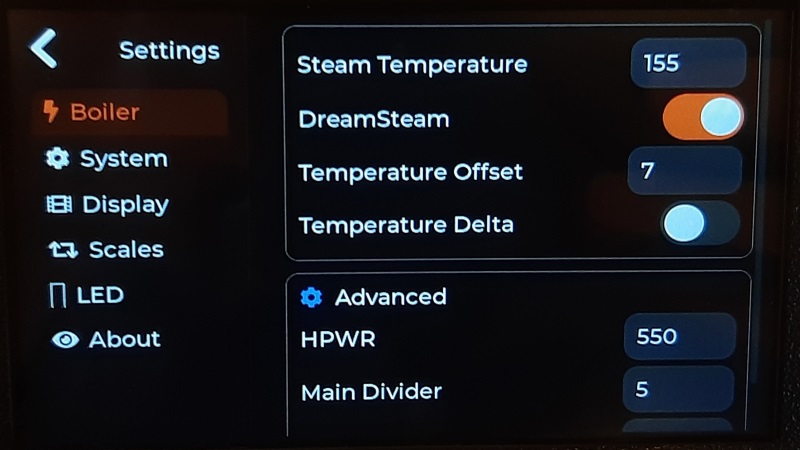 Settings
Boiler
System
Display
Scales
LED
About
Steam Temperature 155
DreamSteam
Temperature Offset 7
Temperature Delta
Advanced
HPWR 550
Main Divider 5